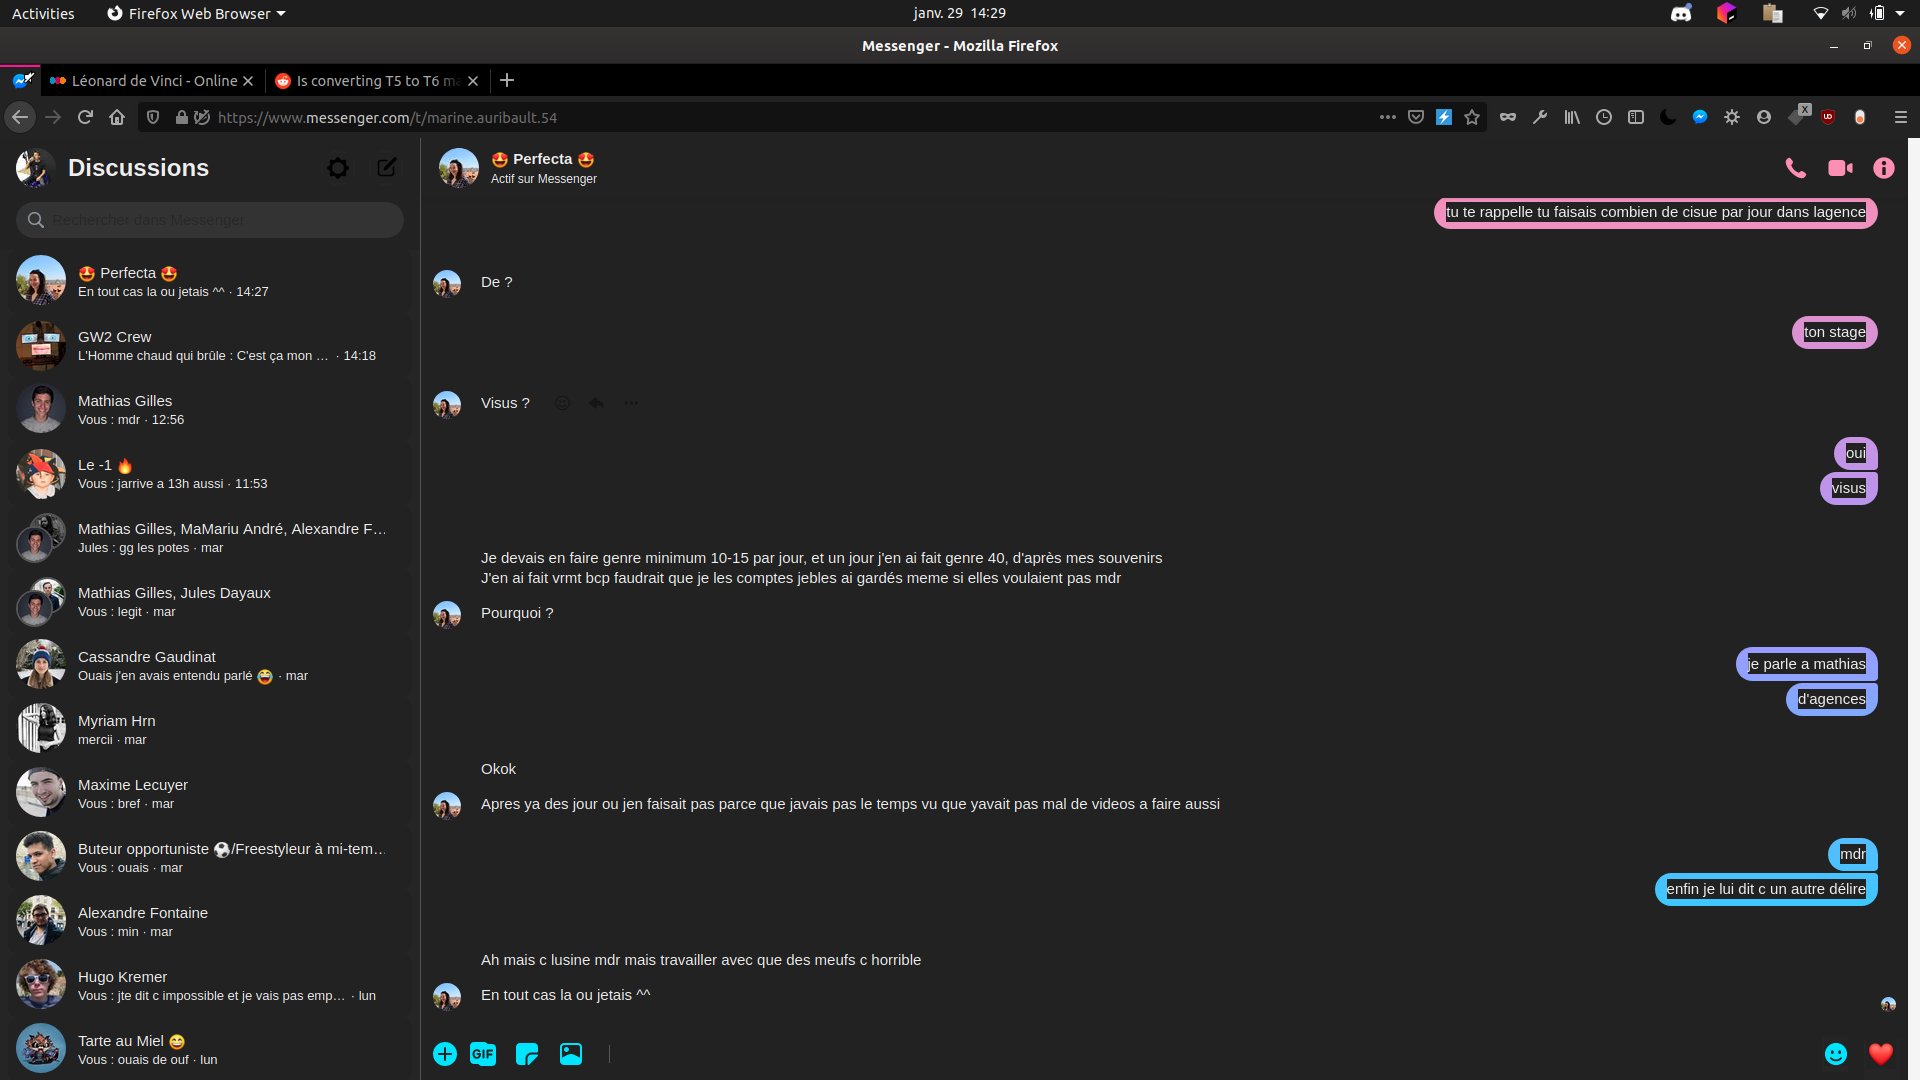 Activities
Firefox Web Browser
janv. 29 14:29
Messenger - Mozilla Firefox
Léonard de Vinci - Online
Is converting T5 to T6 ma
https://www.messenger.com/t/marine.auribault.54
Discussions
Rechercher dans Messenger
🤩 Perfecta 🤩
En tout cas la ou jetais ^^ · 14:27
GW2 Crew
L'Homme chaud qui brûle : C'est ça mon … · 14:18
Mathias Gilles
Vous : mdr · 12:56
Le -1 🔥
Vous : jarrive a 13h aussi · 11:53
Mathias Gilles, MaMariu André, Alexandre F…
Jules : gg les potes · mar
Mathias Gilles, Jules Dayaux
Vous : legit · mar
Cassandre Gaudinat
Ouais j'en avais entendu parlé 😂 · mar
Myriam Hrn
mercii · mar
Maxime Lecuyer
Vous : bref · mar
Buteur opportuniste ⚽/Freestyleur à mi-tem…
Vous : ouais · mar
Alexandre Fontaine
Vous : min · mar
Hugo Kremer
Vous : jte dit c impossible et je vais pas emp… · lun
Tarte au Miel 😄
Vous : ouais de ouf · lun
🤩 Perfecta 🤩
Actif sur Messenger
tu te rappelle tu faisais combien de cisue par jour dans lagence
De ?
ton stage
Visus ?
oui
visus
Je devais en faire genre minimum 10-15 par jour, et un jour j'en ai fait genre 40, d'après mes souvenirs
J'en ai fait vrmt bcp faudrait que je les comptes jebles ai gardés meme si elles voulaient pas mdr
Pourquoi ?
je parle a mathias
d'agences
Okok
Apres ya des jour ou jen faisait pas parce que javais pas le temps vu que yavait pas mal de videos a faire aussi
mdr
enfin je lui dit c un autre délire
Ah mais c lusine mdr mais travailler avec que des meufs c horrible
En tout cas la ou jetais ^^
GIF